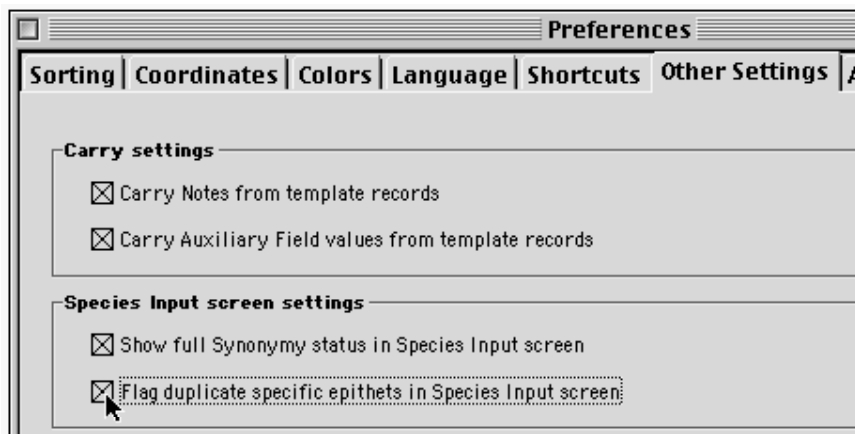 Preferences
Sorting Coordinates Colors Language Shortcuts Other Settings
Carry settings
Carry Notes from template records
Carry Auxiliary Field values from template records
Species Input screen settings
Show full Synonymy status in Species Input screen
Flag duplicate specific epithets in Species Input screen